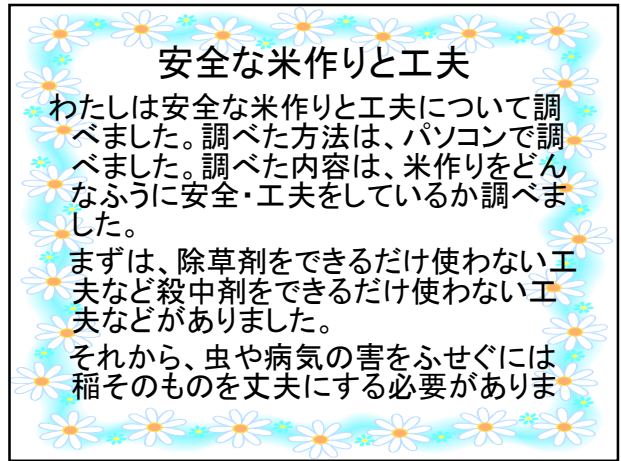 安全な米作りと工夫
わたしは安全な米作りと工夫について調
べました。調べた方法は、パソコンで調
べました。調べた内容は、米作りをどん
なふうに安全・工夫をしているか調べま
した。
まずは、除草剤をできるだけ使わない工
夫など殺中剤をできるだけ使わない工
夫などがありました。
それから、虫や病気の害をふせぐには
稲そのものを丈夫にする必要がありま